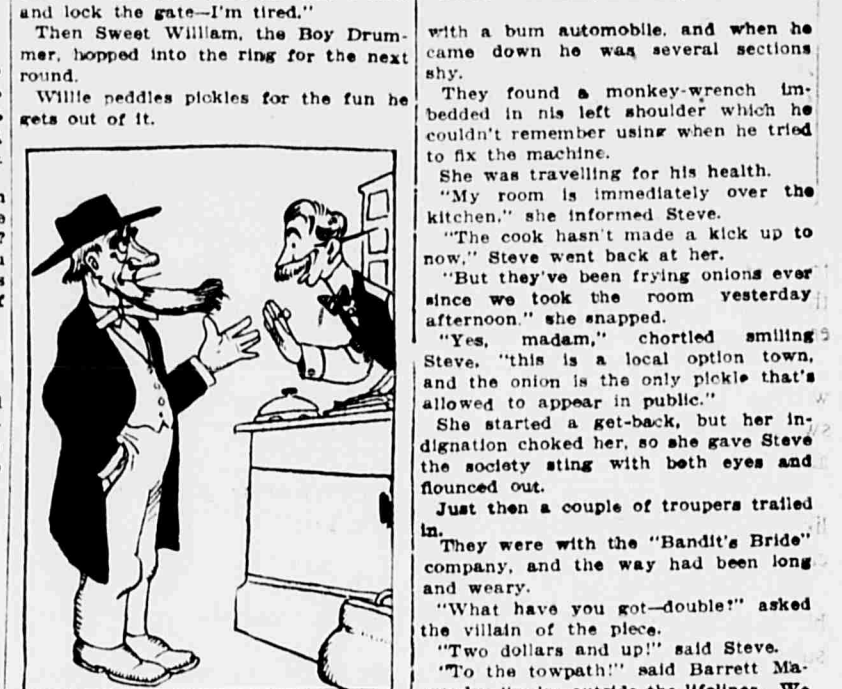 and lock the gate—I'm tired."
Then Sweet William, the Boy Drum-
mer, hopped into the ring for the next
round.
Willie peddles pickles for the fun he
gets out of it.
with a bum automobile, and when he
came down he was several sections
shy.
They found a monkey-wrench im-
bedded in his left shoulder which he
couldn't remember using when he tried
to fix the machine.
She was travelling for his health.
"My room is immediately over the
kitchen," she informed Steve.
"The cook hasn't made a kick up to
now," Steve went back at her.
"But they've been frying onions ever
since we took the room yesterday
afternoon." she snapped.
"Yes, madam," chortled smiling
Steve, "this is a local option town,
and the onion is the only pickle that's
allowed to appear in public."
She started a get-back, but her in-
dignation choked her, so she gave Steve
the society sting with both eyes and
flounced out.
Just then a couple of troupers trailed
in.
They were with the "Bandit's Bride"
company, and the way had been long
and weary.
"What have you got—double?" asked
the villain of the piece.
"Two dollars and up!" said Steve.
"To the towpath!" said Barrett Ma-
outside the